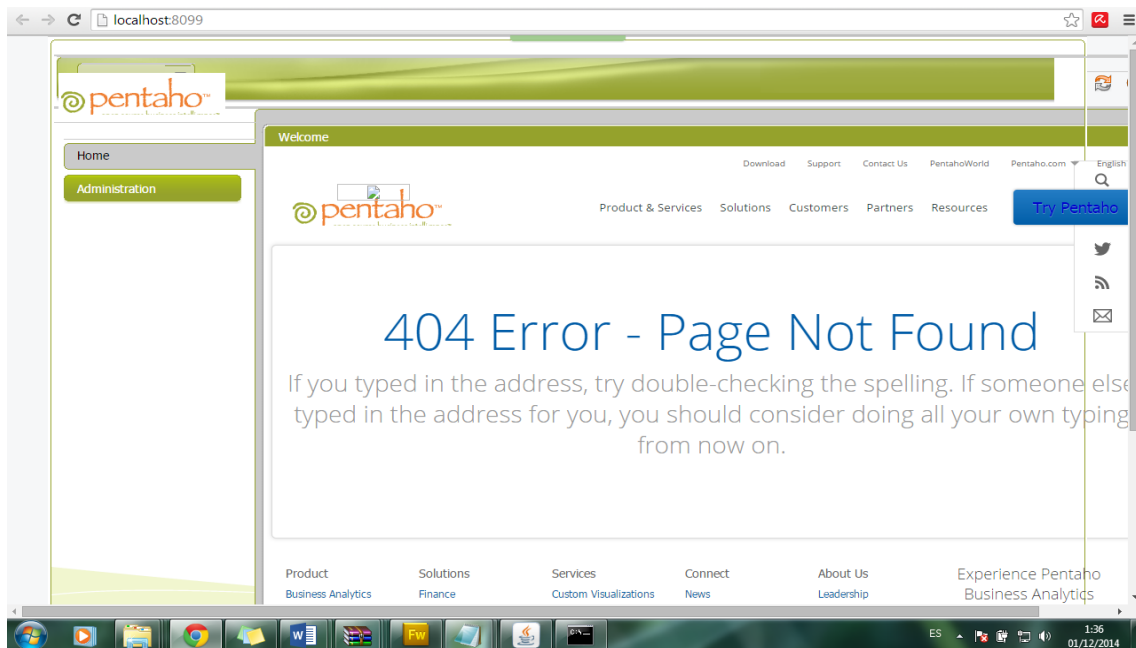 localhost:8099
pentaho™
Home
Administration
Welcome
Download Support Contact Us PentahoWorld Pentaho.com English
pentaho™
Product & Services Solutions Customers Partners Resources Try Pentaho
404 Error - Page Not Found
If you typed in the address, try double-checking the spelling. If someone else
typed in the address for you, you should consider doing all your own typing
from now on.
Product Solutions Services Connect About Us Experience Pentaho
Business Analytics Finance Custom Visualizations News Leadership Business Analytics
Fw
ES 1:36
01/12/2014